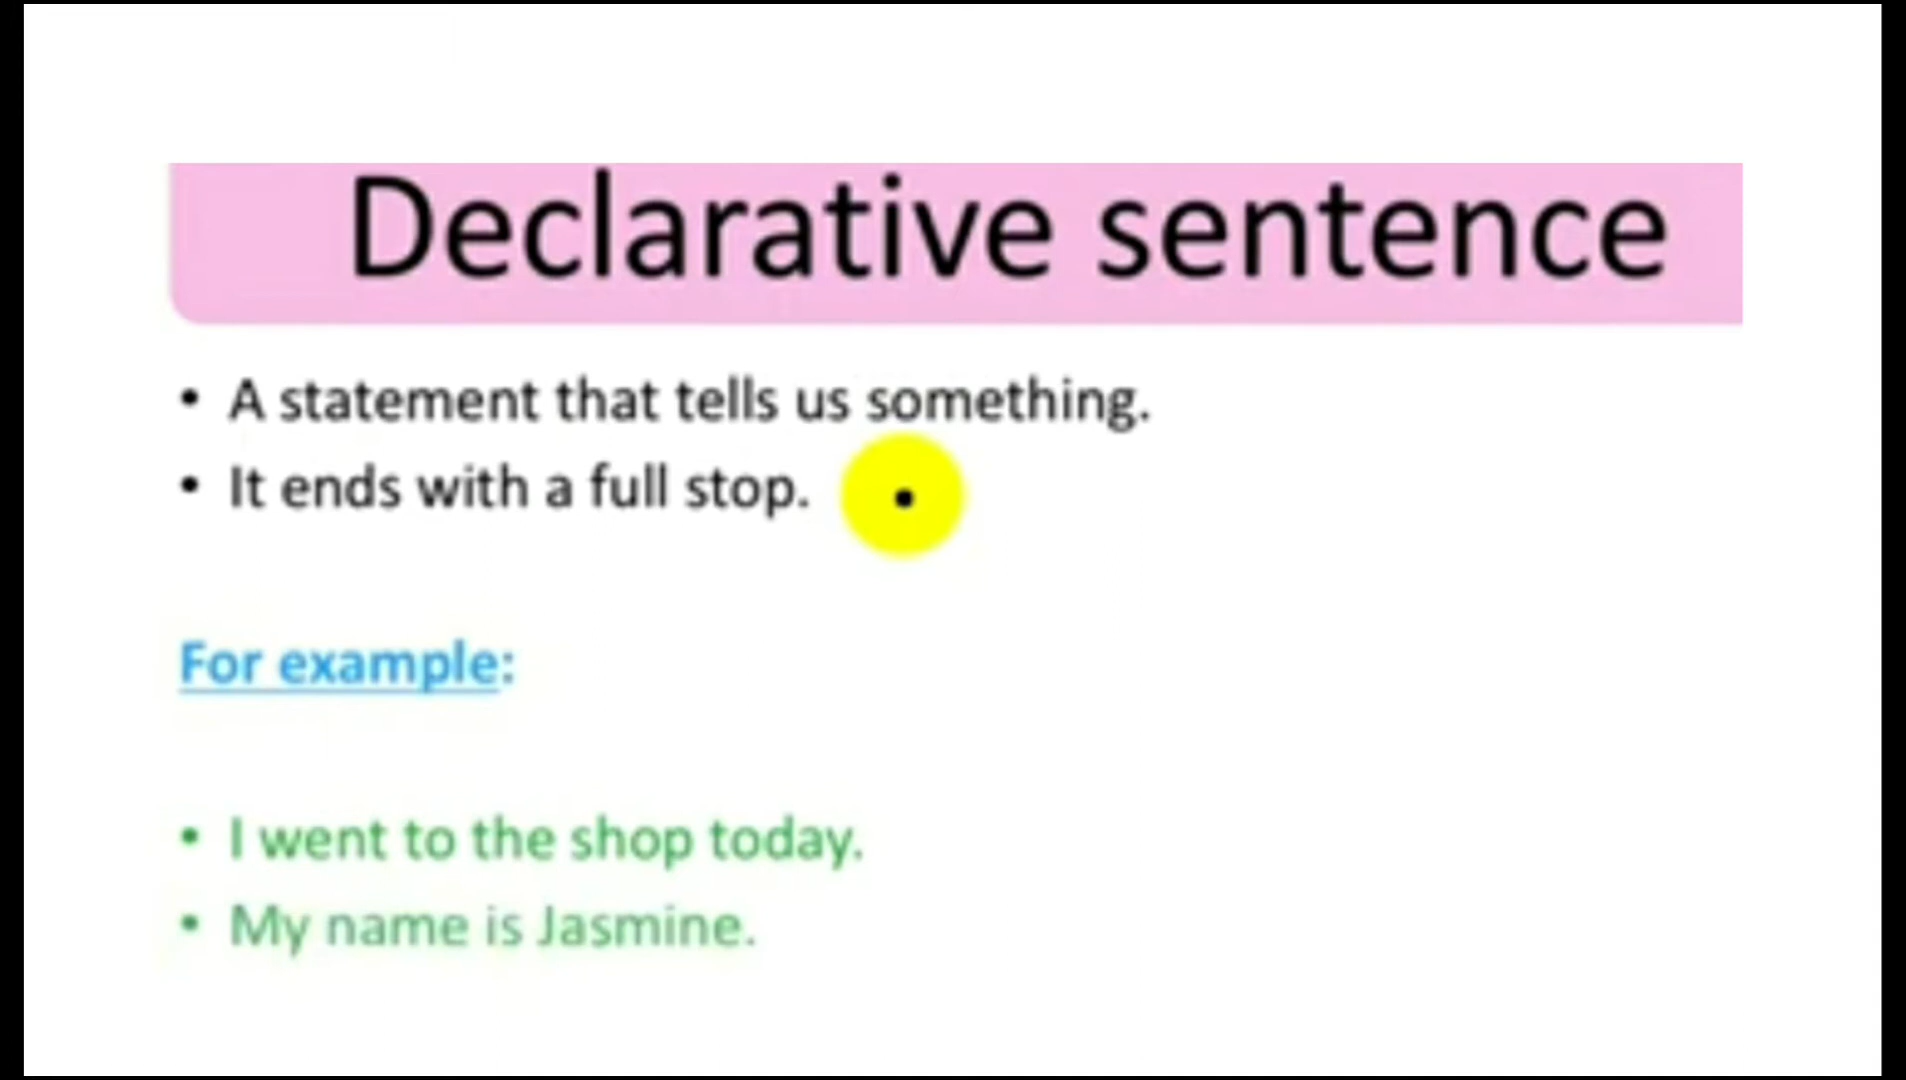 Declarative sentence
• A statement that tells us something.
• It ends with a full stop. .
For example:
• I went to the shop today.
• My name is Jasmine.